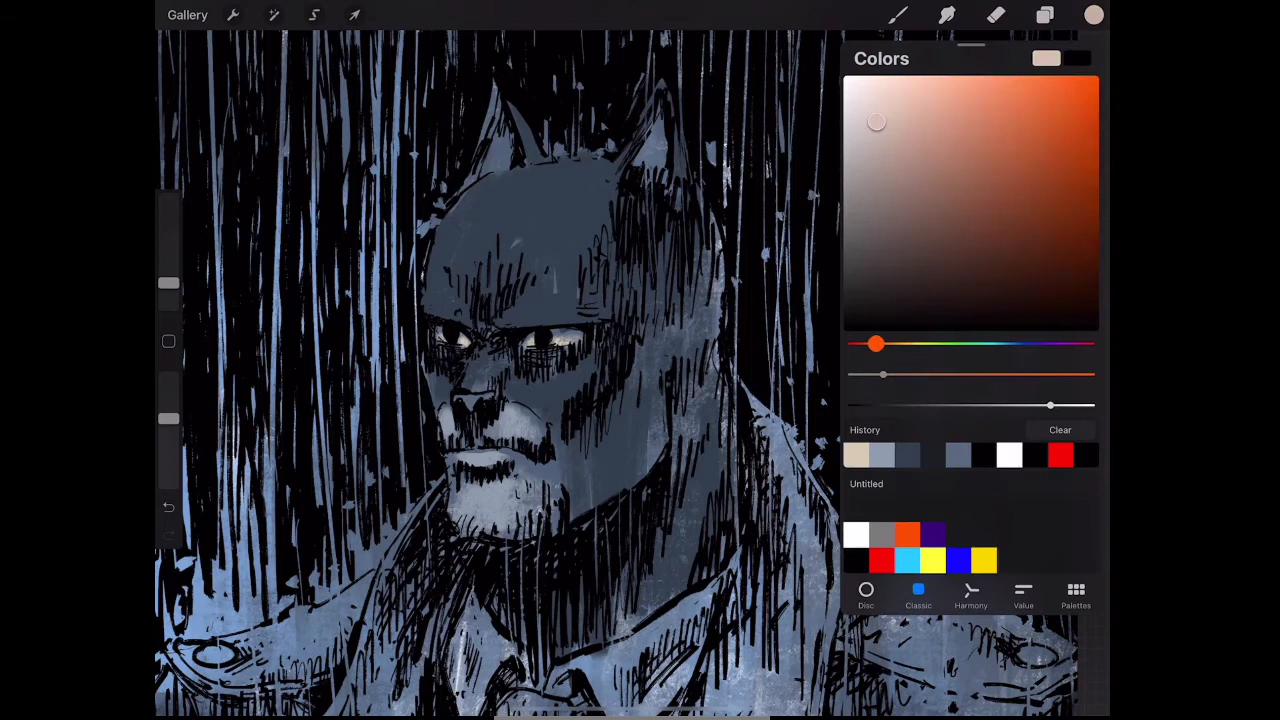 Gallery
Colors
History
Clear
Untitled
Disc
Classic
Harmony
Value
Palettes